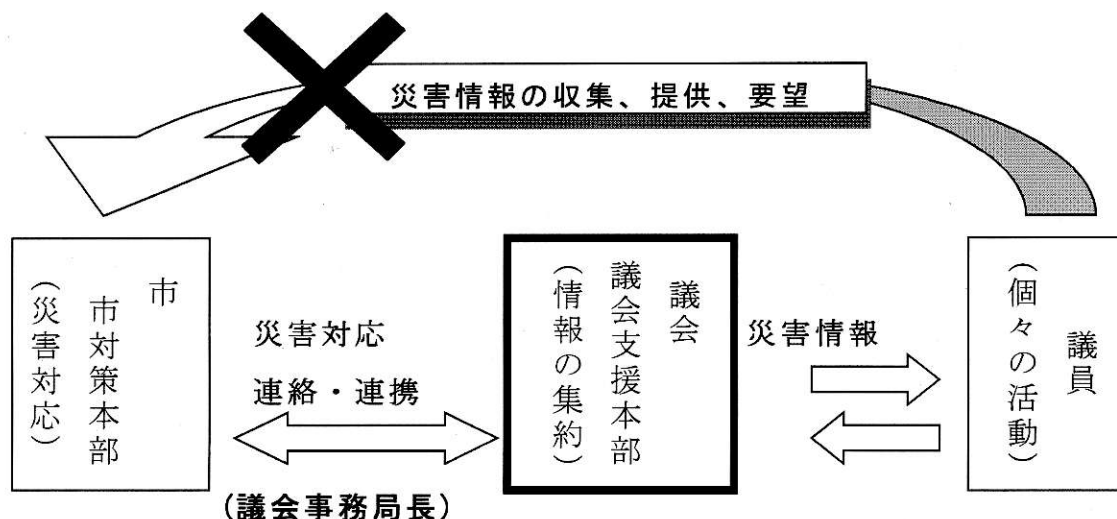 災害情報の収集、提供、要望
市
市対策本部
(災害対応)
災害対応
連絡・連携
(議会事務局長)
議会
議会支援本部
(情報の集約)
災害情報
議員
(個々の活動)